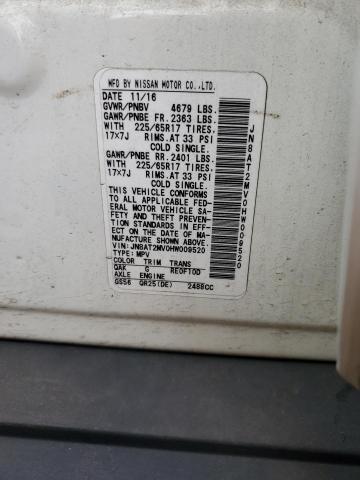 MFD BY NISSAN MOTOR CO.,LTD.
DATE 11/16
GVWR/PNBV 4679 LBS.
GAWR/PNBE FR. 2363 LBS.
WITH 225/65R17 TIRES.
17×7J RIMS. AT 33 PSI
COLD SINGLE.
GAWR/PNBE RR. 2401 LBS.
WITH 225/65R17 TIRES.
17×7J RIMS. AT 33 PSI
COLD SINGLE.
THIS VEHICLE CONFORMS
TO ALL APPLICABLE FED-
ERAL MOTOR VEHICLE SA-
FETY AND THEFT PREVEN-
TION STANDARDS IN EFF-
ECT ON THE DATE OF MA-
NUFACTURE SHOWN ABOVE.
VIN: JN8AT2MV0HW009520
TYPE: MPV
COLOR TRIM TRANS
QAK G RE0F10D
AXLE ENGINE
GS56 QR25(DE) 2488CC
JN8AT2MV0HW009520